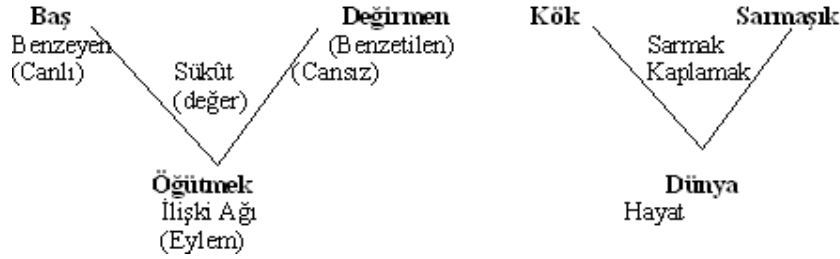 Baş Değirmen
Benzeyen (Benzetilen)
(Canlı) Sükût (Cansız)
(değer)
Öğütmek
İlişki Ağı
(Eylem)
Kök Sarmaşık
Sarmak
Kaplamak
Dünya
Hayat